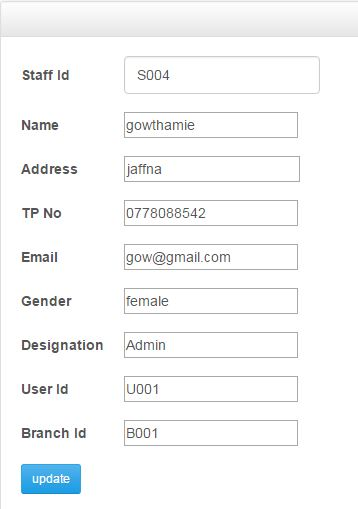 Staff Id S004
Name gowthamie
Address jaffna
TP No 0778088542
Email gow@gmail.com
Gender female
Designation Admin
User Id U001
Branch Id B001
update